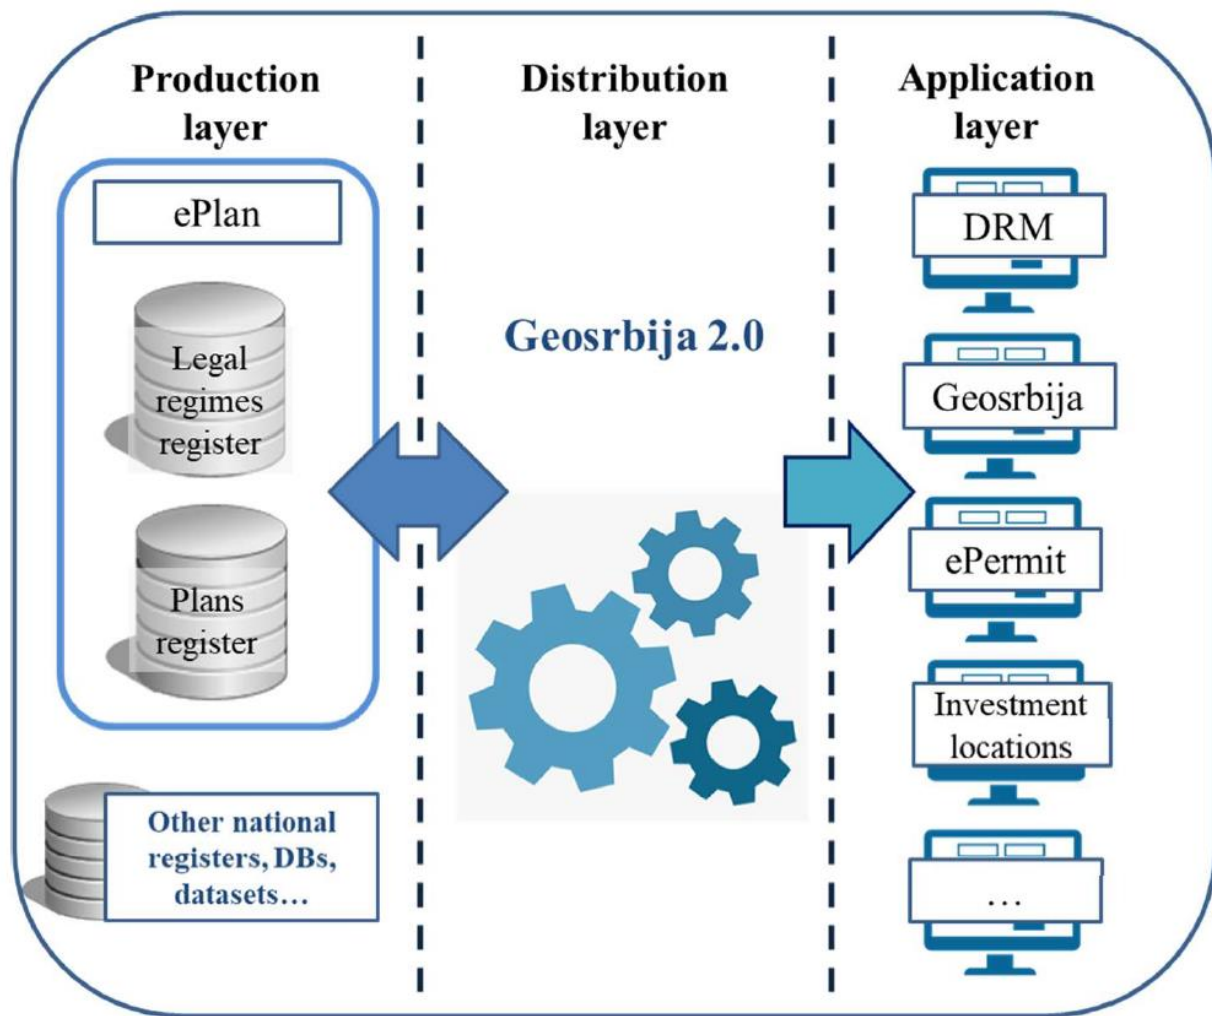 Production
layer
ePlan
Legal
regimes
register
Plans
register
Other national
registers, DBs,
datasets…
Distribution
layer
Geosrbija 2.0
Application
layer
DRM
Geosrbija
ePermit
Investment
locations
…